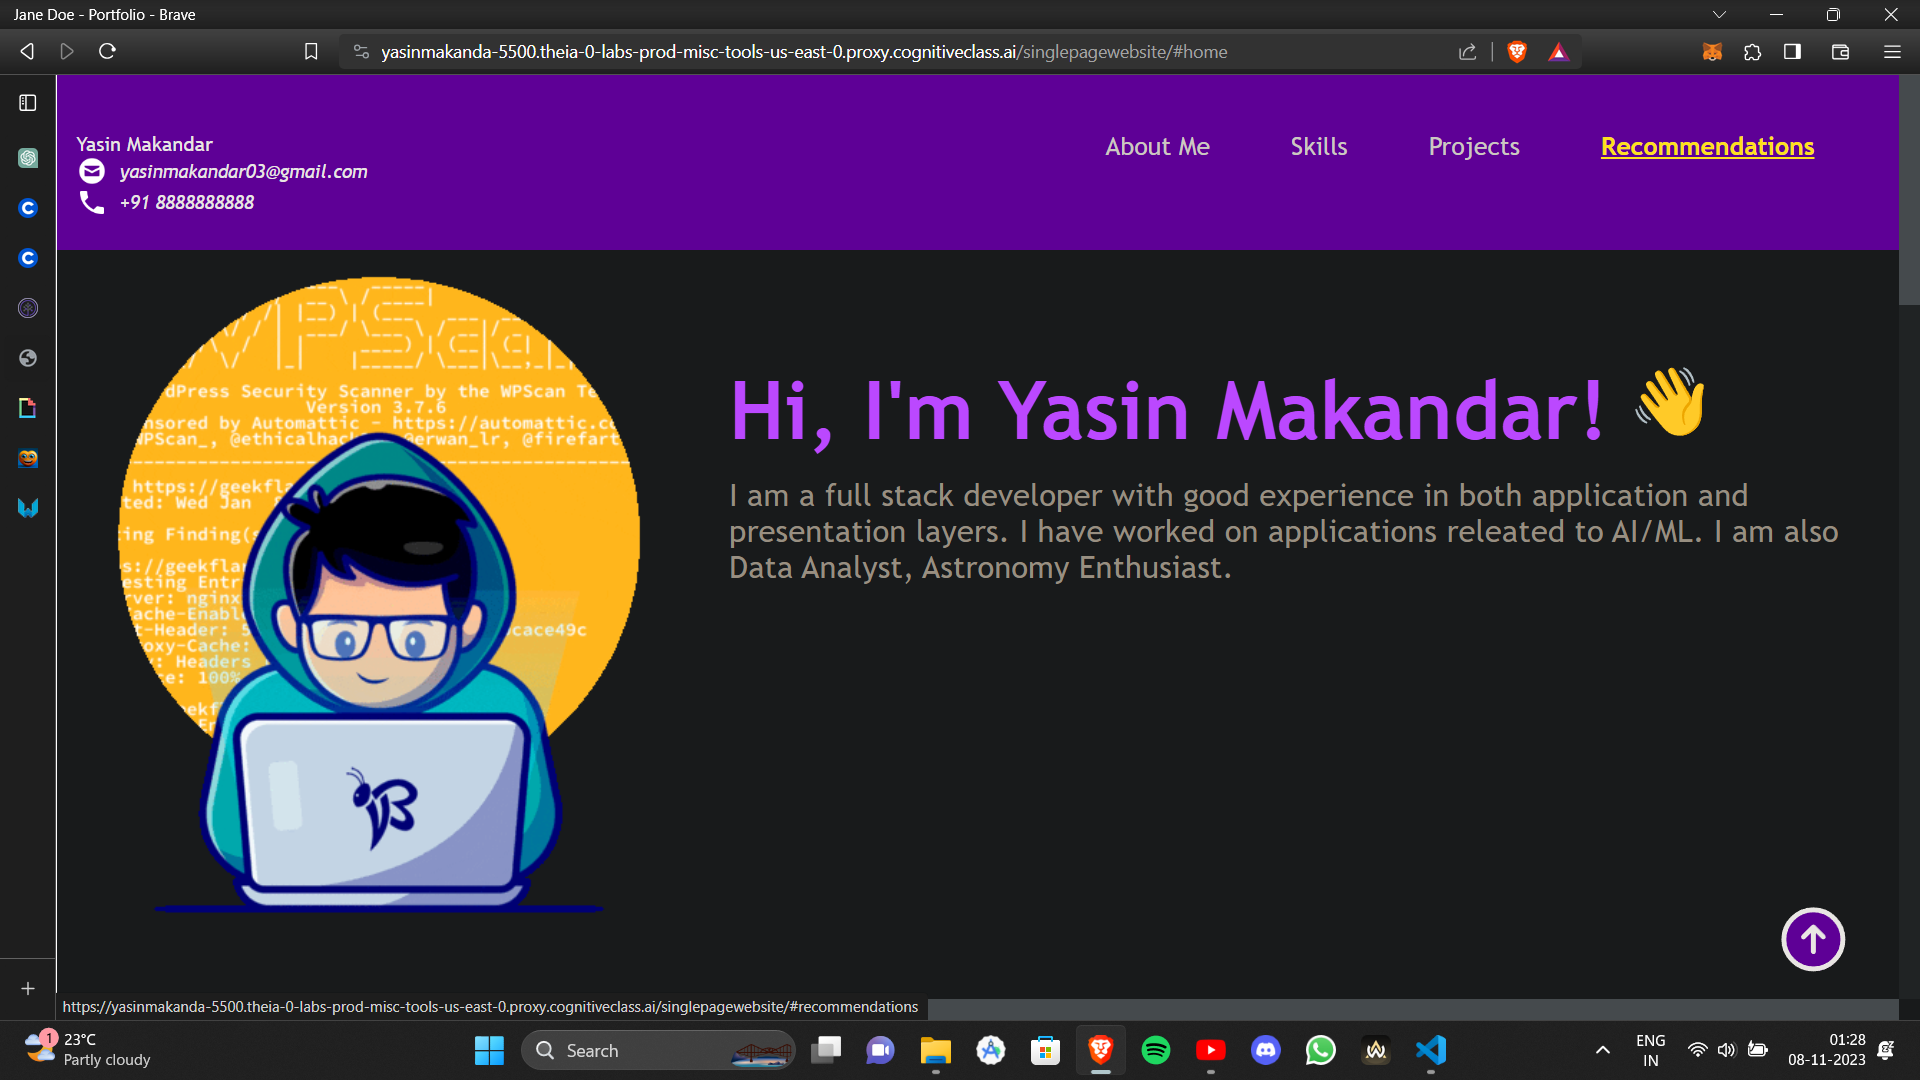 Jane Doe - Portfolio - Brave
yasinmakanda-5500.theia-0-labs-prod-misc-tools-us-east-0.proxy.cognitiveclass.ai/singlepagewebsite/#home
Yasin Makandar
yasinmakandar03@gmail.com
+91 8888888888
About Me
Skills
Projects
Recommendations
dPress Security Scanner by the WPScan Te
Version 3.7.6
nsored by Automattic - https://automattic.co
WPScan_, @ethicalhack @erwan_lr, @firefart
https://geekfla
ted: Wed Jan
ing Finding(s
s://geekflar
esting Entr
rver: nginx
ache-Enabl
t-Header: 5 cace49c
oxy-Cache:
: Headers
e: 100%
Hi, I'm Yasin Makandar! 👋
I am a full stack developer with good experience in both application and
presentation layers. I have worked on applications releated to AI/ML. I am also
Data Analyst, Astronomy Enthusiast.
https://yasinmakanda-5500.theia-0-labs-prod-misc-tools-us-east-0.proxy.cognitiveclass.ai/singlepagewebsite/#recommendations
1
23°C
Partly cloudy
Search
ENG
IN
01:28
08-11-2023